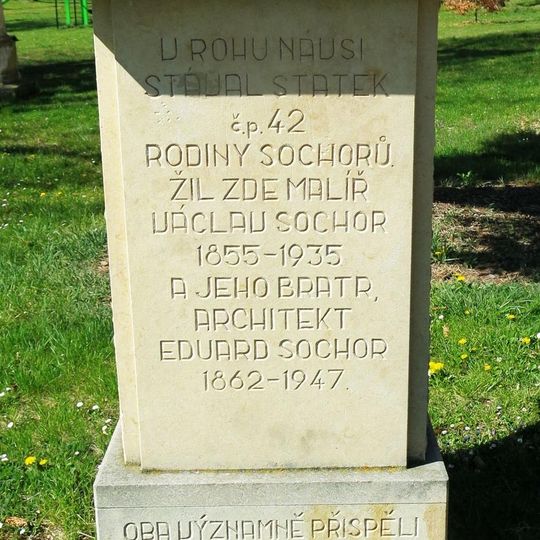 V ROHU NÁVSI
STÁVAL STATEK
č.p. 42
RODINY SOCHORŮ.
ŽIL ZDE MALÍŘ
VÁCLAV SOCHOR
1855-1935
A JEHO BRATR,
ARCHITEKT
EDUARD SOCHOR
1862-1947.
OBA VÝZNAMNĚ PŘISPĚLI